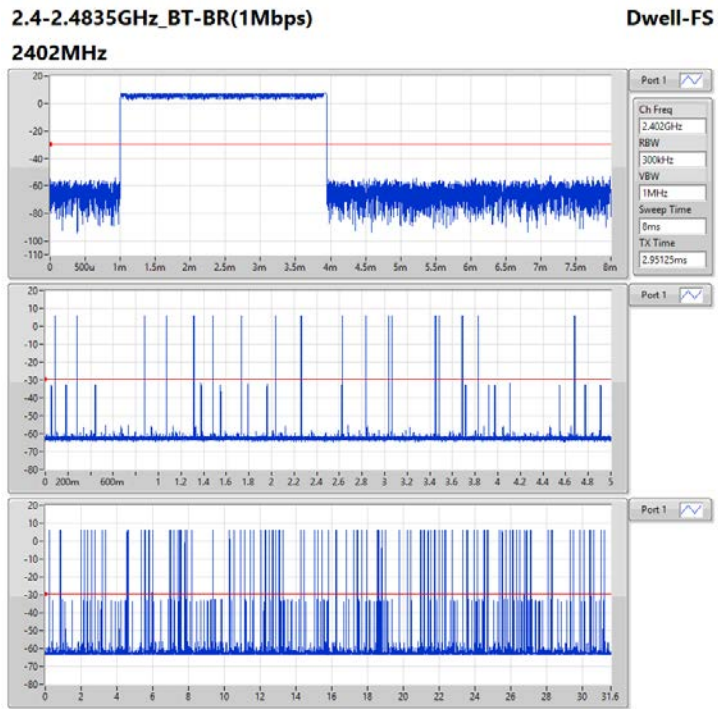 2.4-2.4835GHz_BT-BR(1Mbps) Dwell-FS
2402MHz
Port 1
20
0
-20
-40
-60
-80
-100
-110
0 500u 1m 1.5m 2m 2.5m 3m 3.5m 4m 4.5m 5m 5.5m 6m 6.5m 7m 7.5m 8m
Ch Freq
2.402GHz
RBW
300kHz
VBW
1MHz
Sweep Time
8ms
TX Time
2.95125ms
Port 1
20
10
0
-10
-20
-30
-40
-50
-60
-70
-80
0 200m 600m 1 1.2 1.4 1.6 1.8 2 2.2 2.4 2.6 2.8 3 3.2 3.4 3.6 3.8 4 4.2 4.4 4.6 4.8 5
Port 1
20
10
0
-10
-20
-30
-40
-50
-60
-70
-80
0 2 4 6 8 10 12 14 16 18 20 22 24 26 28 30 31.6